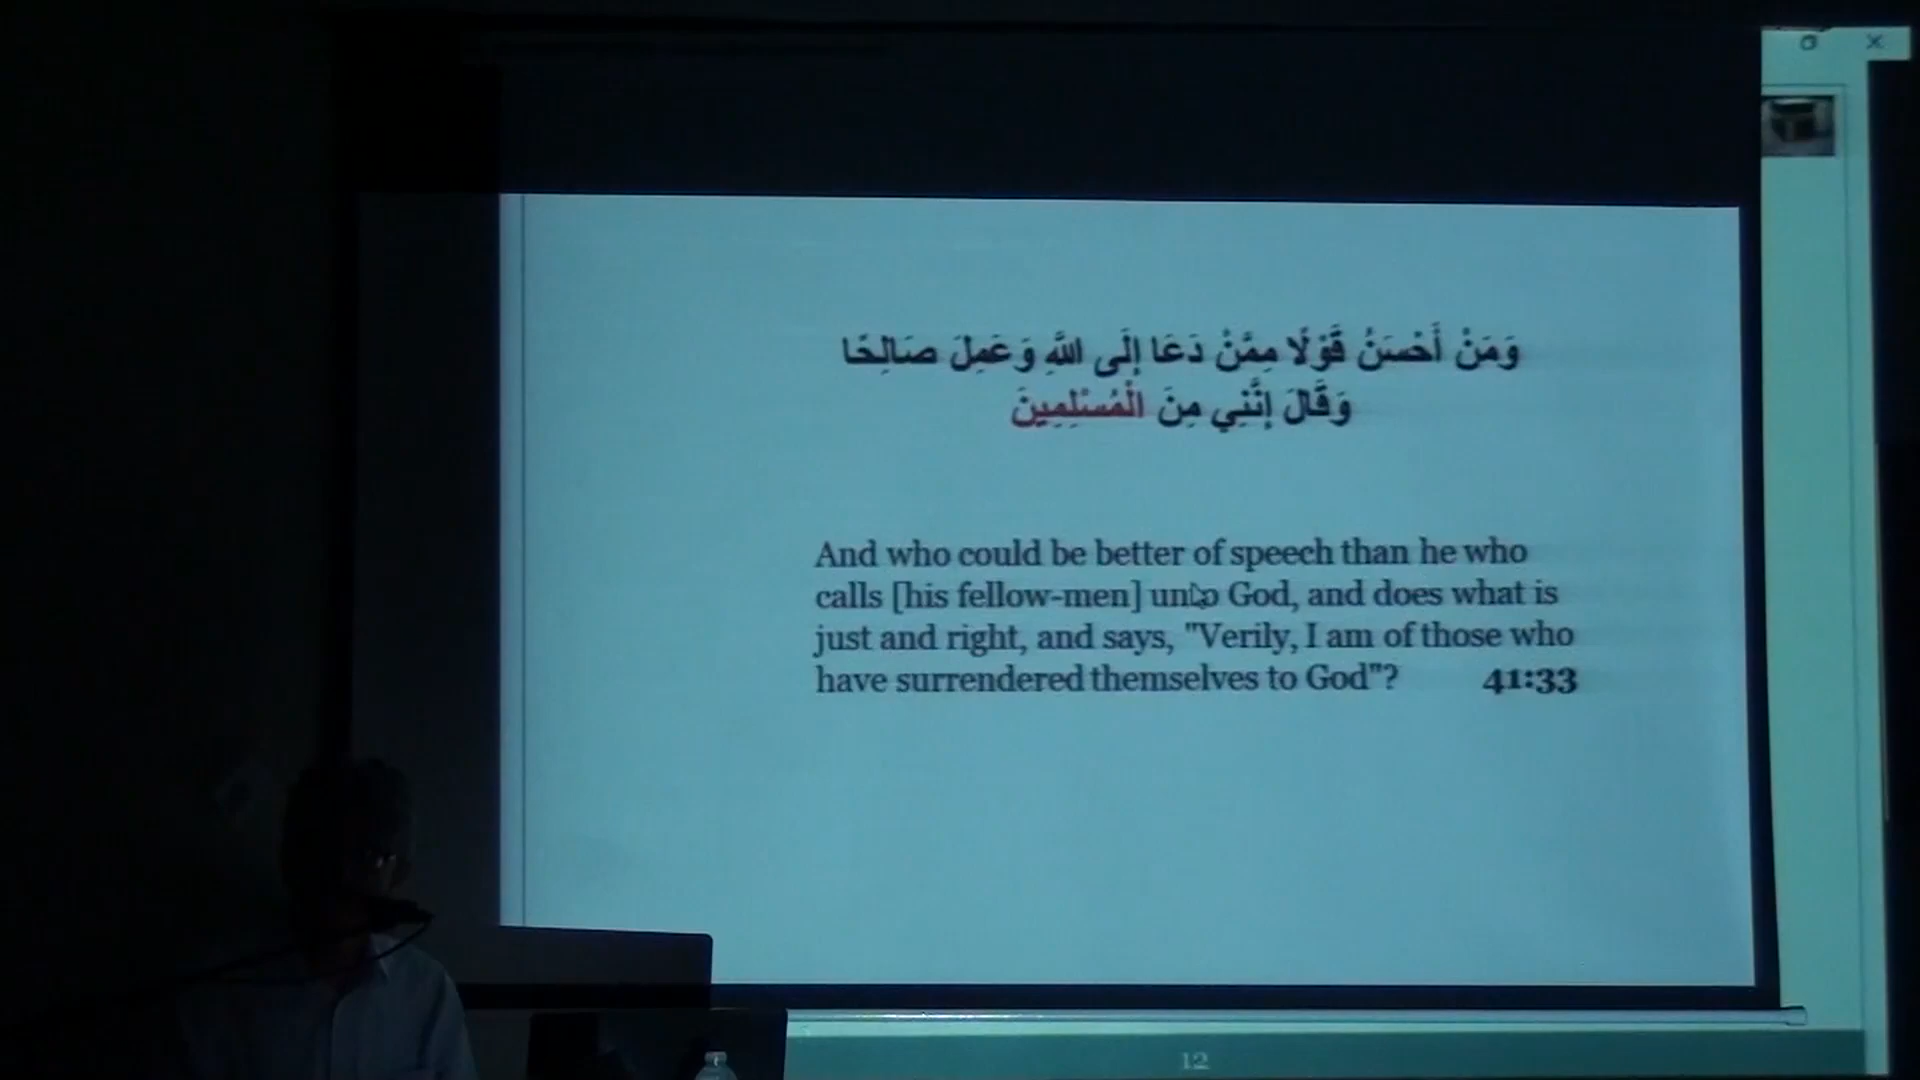 وَمَنْ أَحْسَنُ قَوْلًا مِمَّنْ دَعَا إِلَى اللَّهِ وَعَمِلَ صَالِحًا
وَقَالَ إِنَّنِي مِنَ الْمُسْلِمِينَ
And who could be better of speech than he who
calls [his fellow-men] unto God, and does what is
just and right, and says, "Verily, I am of those who
have surrendered themselves to God"? 41:33
12